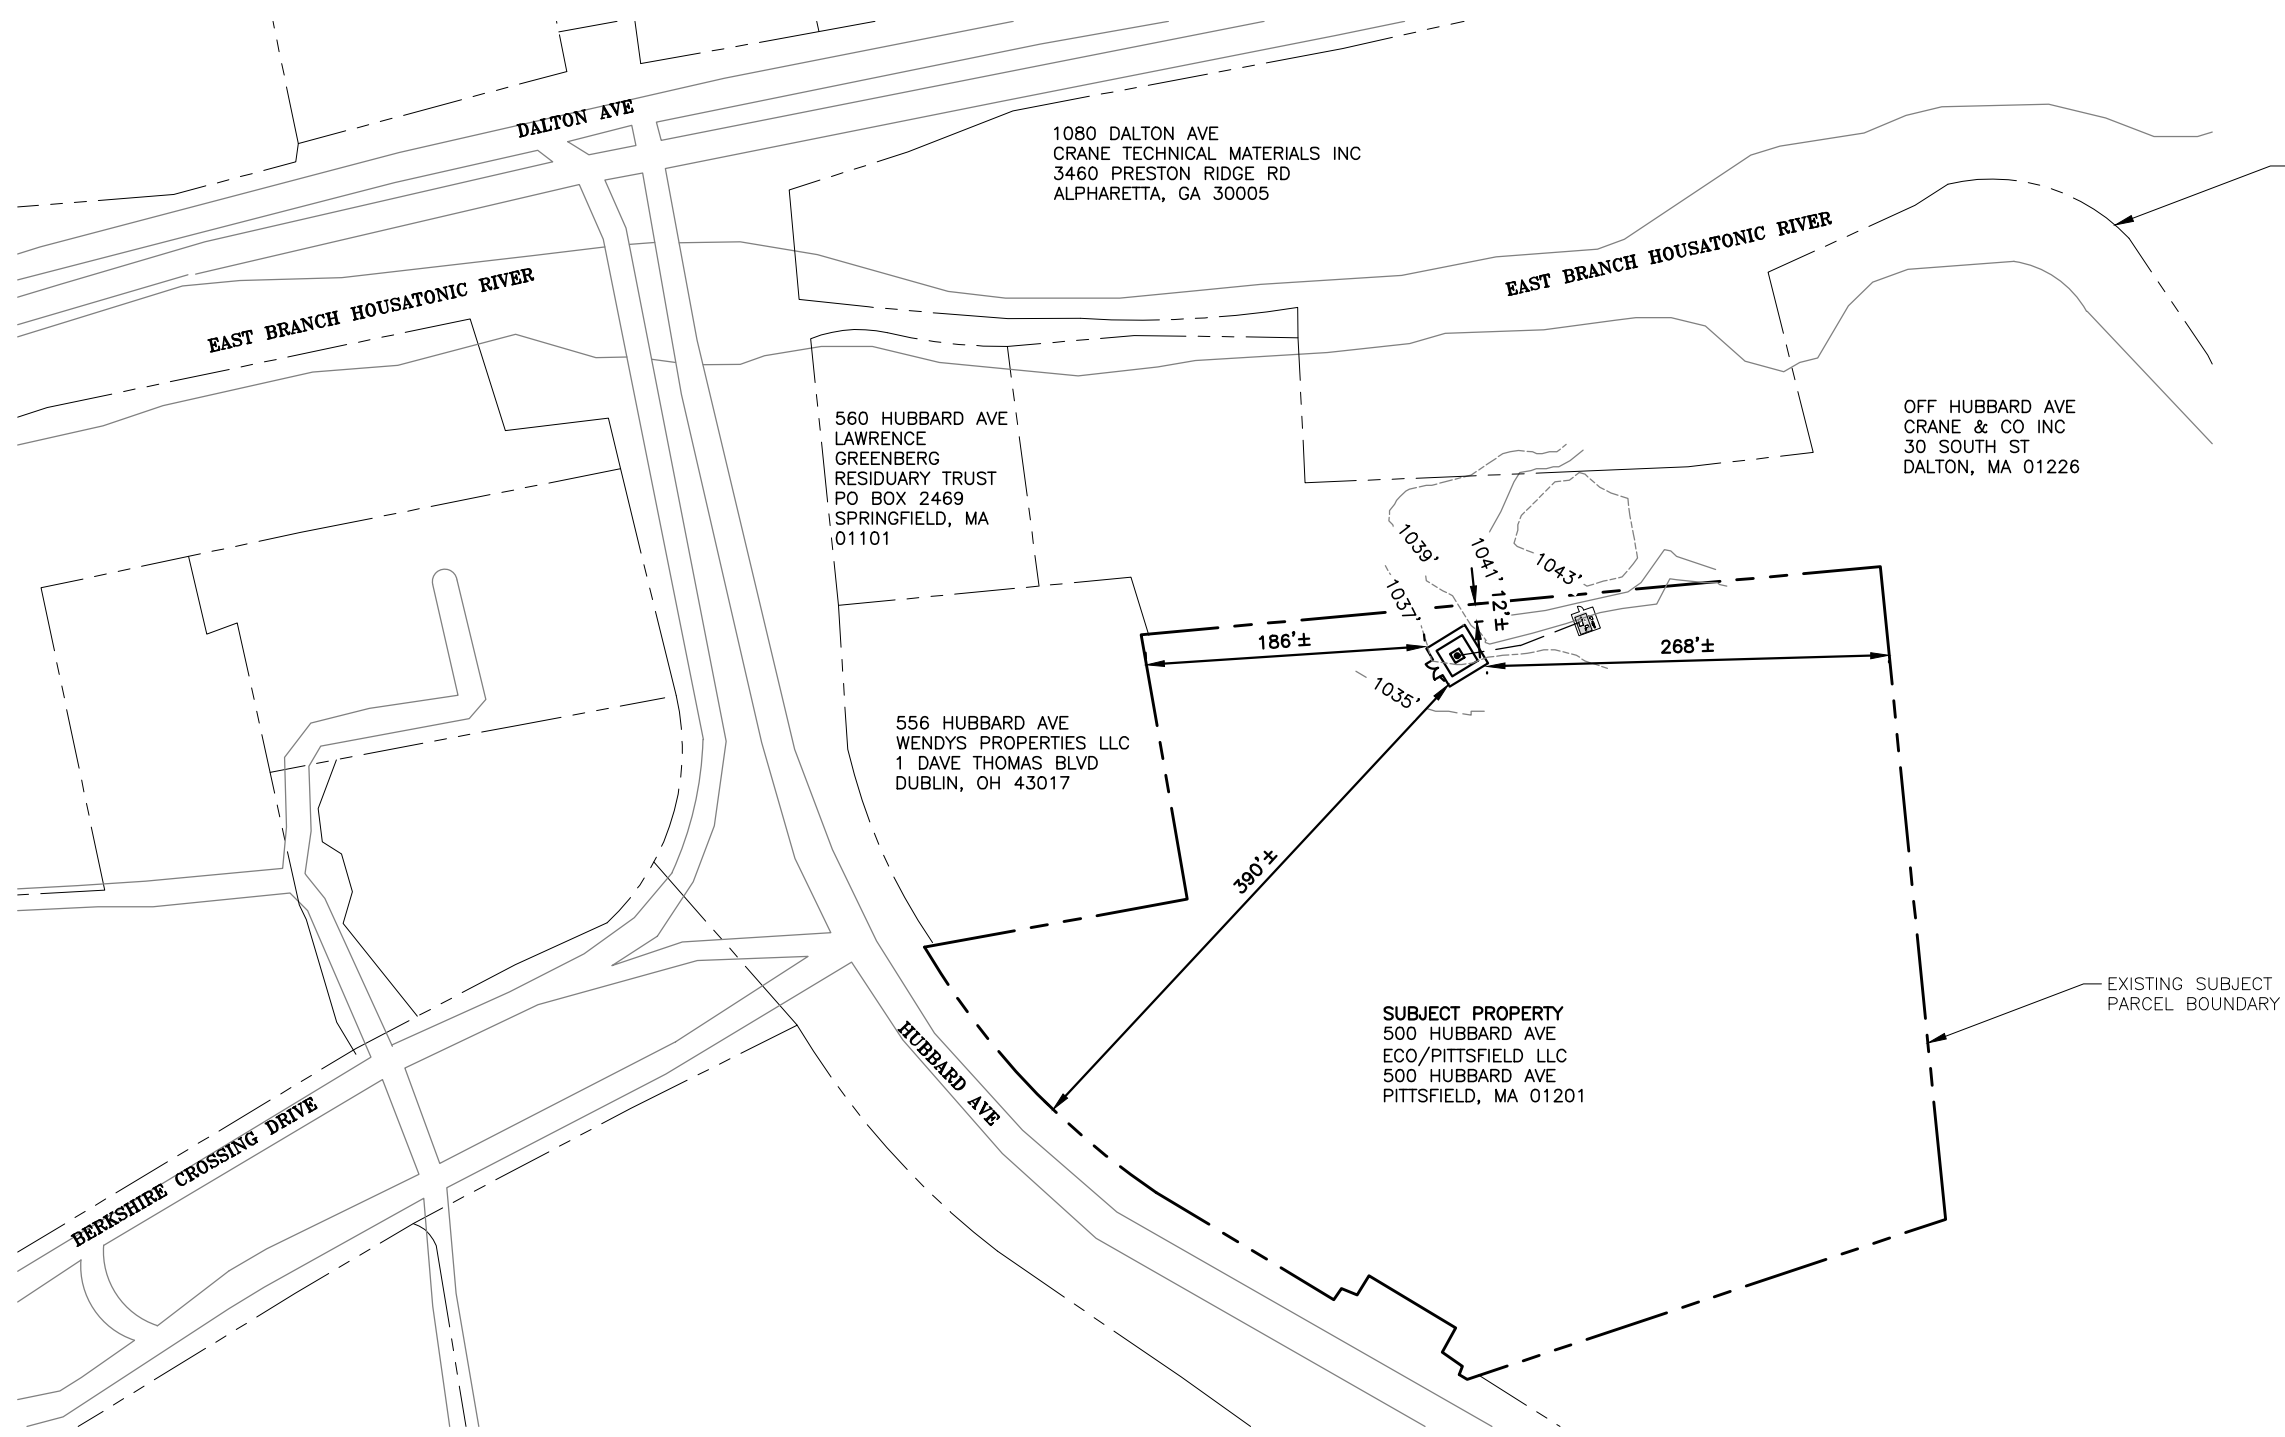 DALTON AVE
1080 DALTON AVE
CRANE TECHNICAL MATERIALS INC
3460 PRESTON RIDGE RD
ALPHARETTA, GA 30005
EAST BRANCH HOUSATONIC RIVER
EAST BRANCH HOUSATONIC RIVER
560 HUBBARD AVE
LAWRENCE
GREENBERG
RESIDUARY TRUST
PO BOX 2469
SPRINGFIELD, MA
01101
OFF HUBBARD AVE
CRANE & CO INC
30 SOUTH ST
DALTON, MA 01226
1039'
1041'
1043'
1037'
12'±
186'±
268'±
1035'
556 HUBBARD AVE
WENDYS PROPERTIES LLC
1 DAVE THOMAS BLVD
DUBLIN, OH 43017
390'±
EXISTING SUBJECT
PARCEL BOUNDARY
SUBJECT PROPERTY
500 HUBBARD AVE
ECO/PITTSFIELD LLC
500 HUBBARD AVE
PITTSFIELD, MA 01201
HUBBARD AVE
BERKSHIRE CROSSING DRIVE